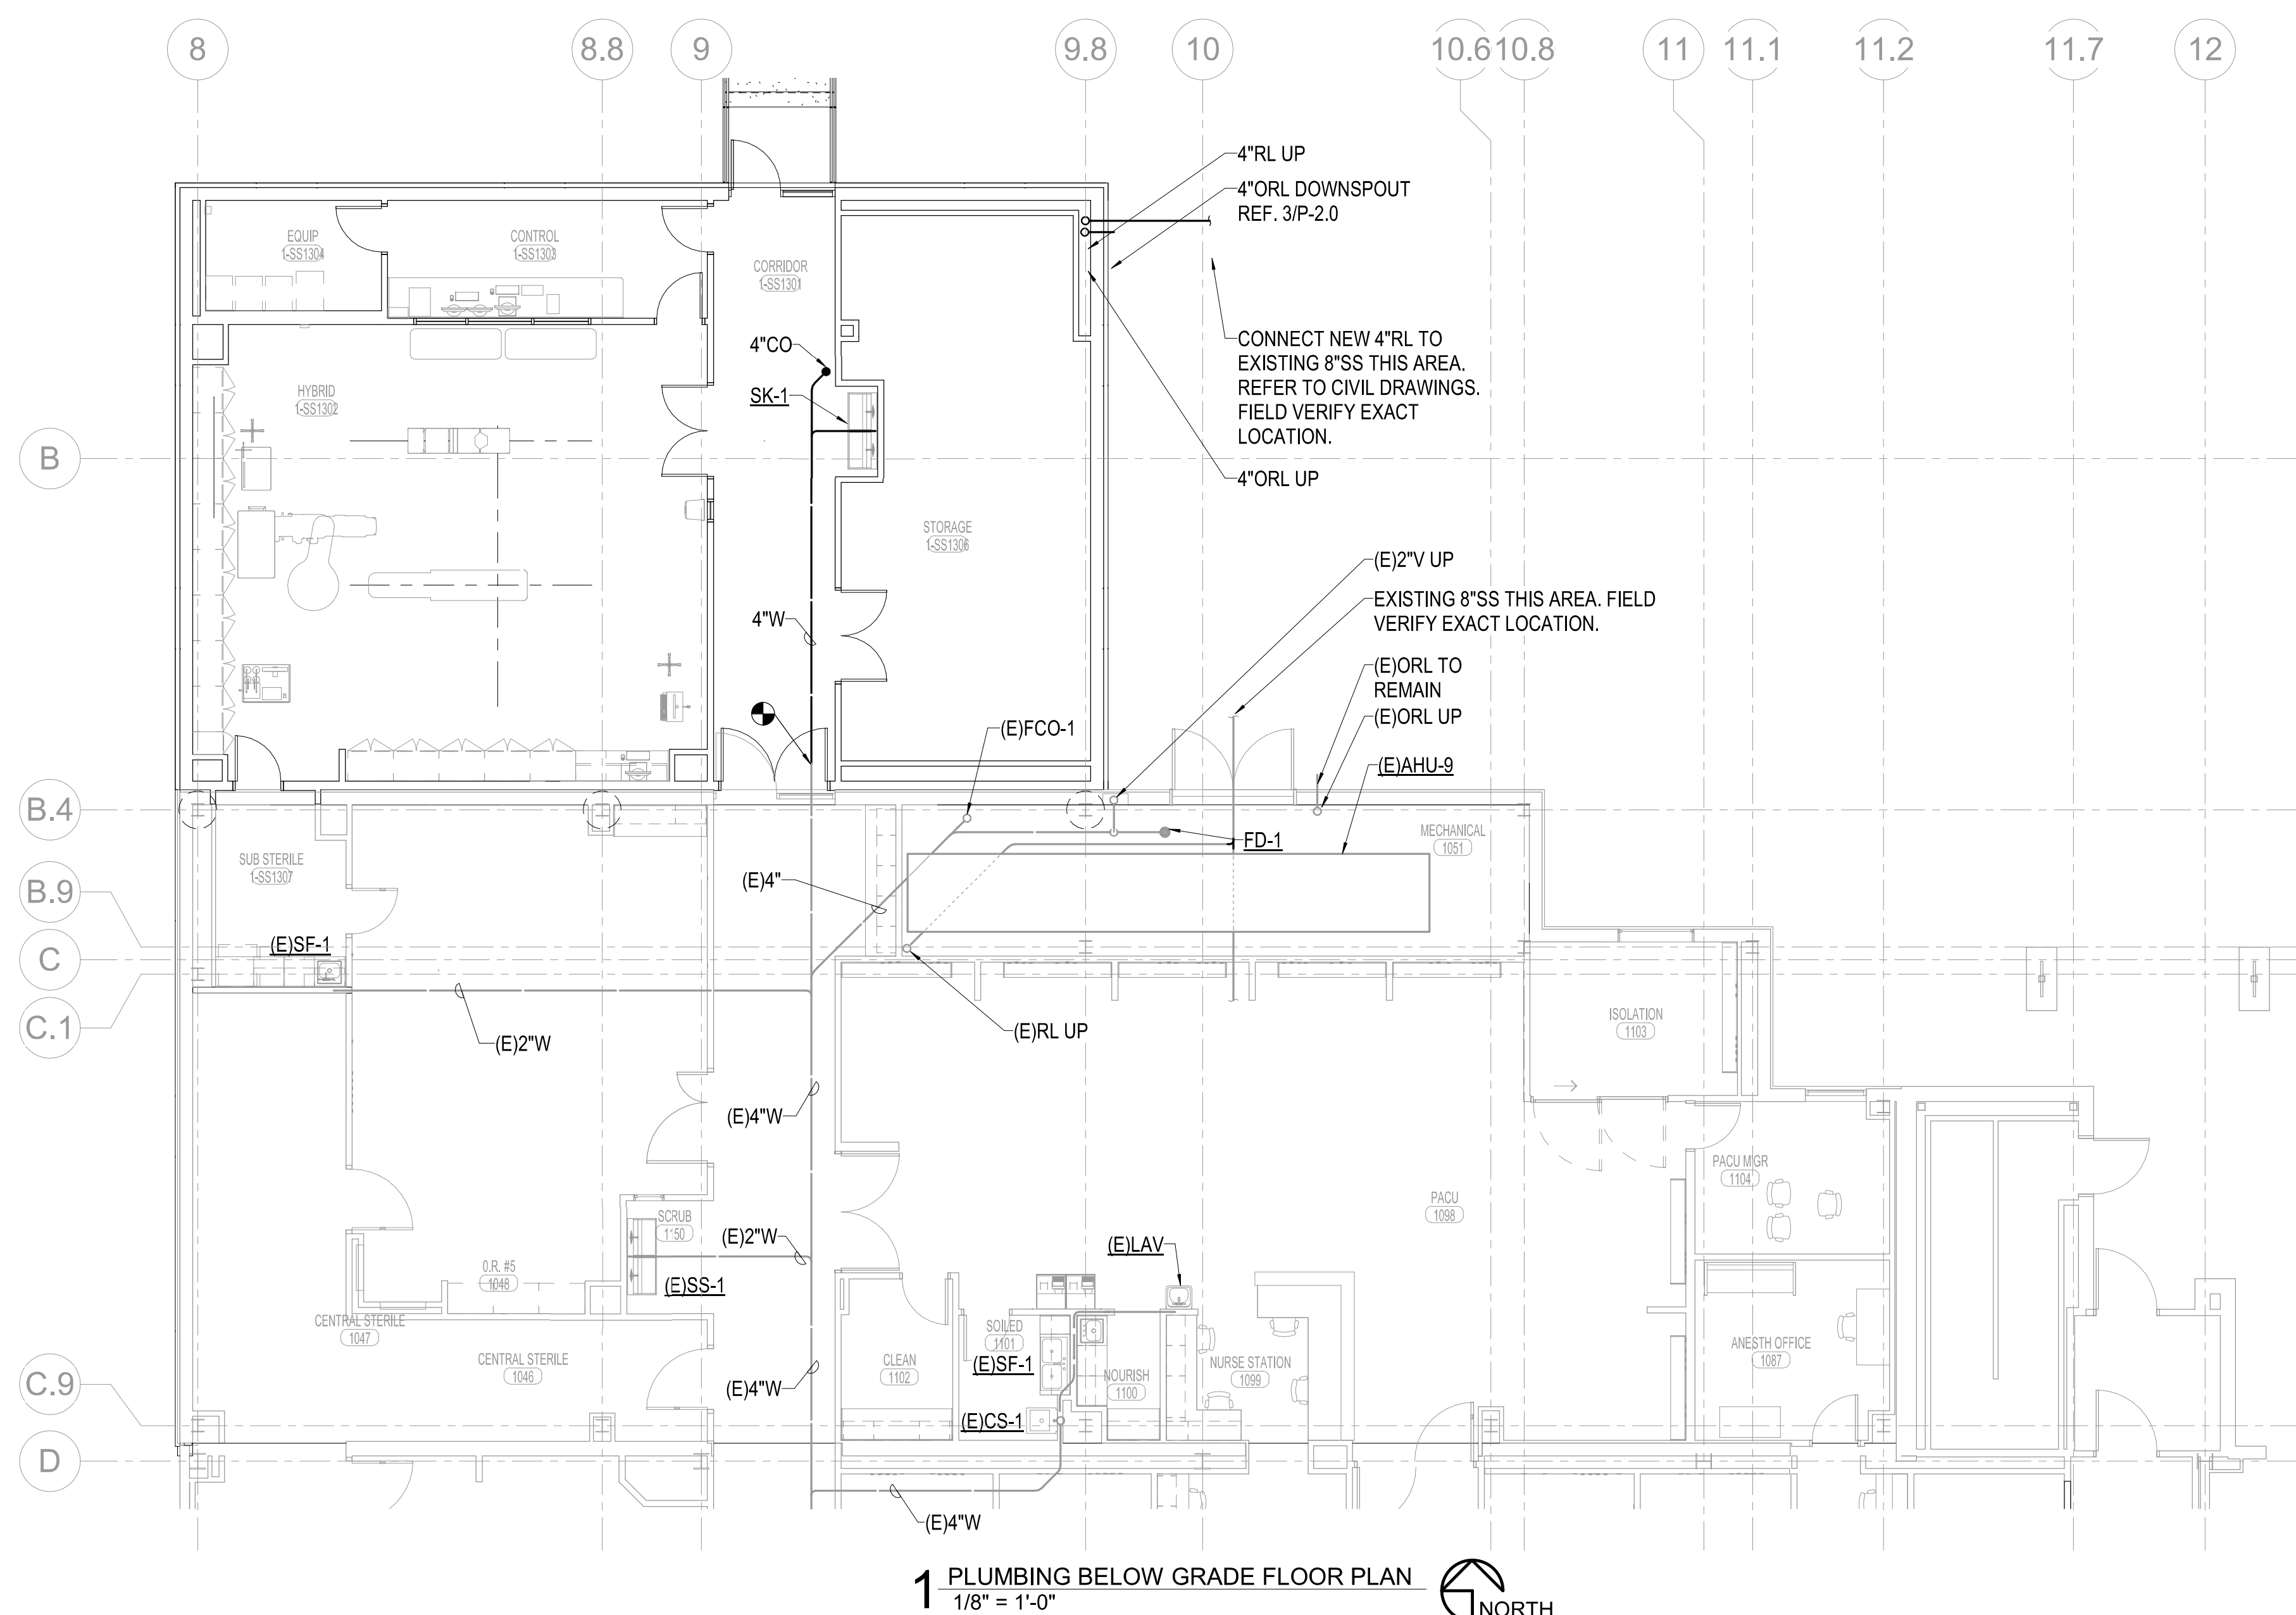 8
8.8
9
9.8
10
10.6
10.8
11
11.1
11.2
11.7
12
4"RL UP
4"ORL DOWNSPOUT
REF. 3/P-2.0
EQUIP
1-SS1304
CONTROL
1-SS1303
CORRIDOR
1-SS1301
4"CO
SK-1
CONNECT NEW 4"RL TO
EXISTING 8"SS THIS AREA.
REFER TO CIVIL DRAWINGS.
FIELD VERIFY EXACT
LOCATION.
HYBRID
1-SS1302
B
4"ORL UP
STORAGE
1-SS1306
(E)2"V UP
EXISTING 8"SS THIS AREA. FIELD
VERIFY EXACT LOCATION.
4"W
(E)ORL TO
REMAIN
(E)ORL UP
(E)FCO-1
(E)AHU-9
B.4
MECHANICAL
1051
FD-1
SUB STERILE
1-SS1307
(E)4"
B.9
(E)SF-1
C
C.1
(E)RL UP
(E)2"W
ISOLATION
1103
(E)4"W
PACU MGR
1104
PACU
1098
SCRUB
1150
(E)2"W
(E)LAV
(E)SS-1
O.R. #5
1048
CENTRAL STERILE
1047
CENTRAL STERILE
1046
SOILED
1101
(E)SF-1
CLEAN
1102
NOURISH
1100
NURSE STATION
1099
ANESTH OFFICE
1087
C.9
(E)4"W
(E)CS-1
D
(E)4"W
1 PLUMBING BELOW GRADE FLOOR PLAN
1/8" = 1'-0"
NORTH